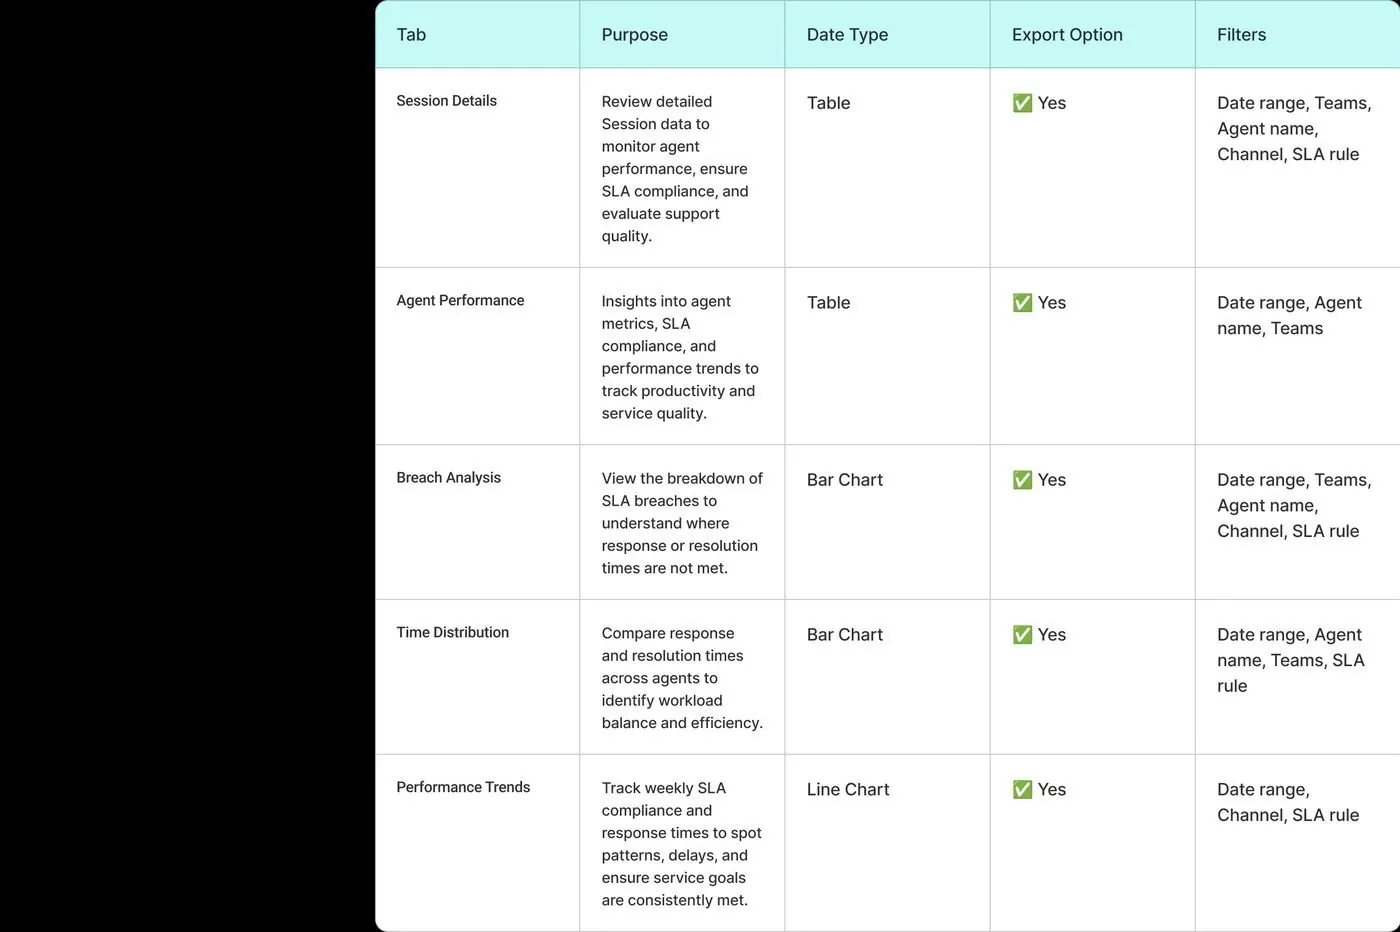 Tab Purpose Date Type Export Option Filters
Session Details
Review detailed
Session data to
monitor agent
performance, ensure
SLA compliance, and
evaluate support
quality.
Table
✅ Yes
Date range, Teams,
Agent name,
Channel, SLA rule
Agent Performance
Insights into agent
metrics, SLA
compliance, and
performance trends to
track productivity and
service quality.
Table
✅ Yes
Date range, Agent
name, Teams
Breach Analysis
View the breakdown of
SLA breaches to
understand where
response or resolution
times are not met.
Bar Chart
✅ Yes
Date range, Teams,
Agent name,
Channel, SLA rule
Time Distribution
Compare response
and resolution times
across agents to
identify workload
balance and efficiency.
Bar Chart
✅ Yes
Date range, Agent
name, Teams, SLA
rule
Performance Trends
Track weekly SLA
compliance and
response times to spot
patterns, delays, and
ensure service goals
are consistently met.
Line Chart
✅ Yes
Date range,
Channel, SLA rule